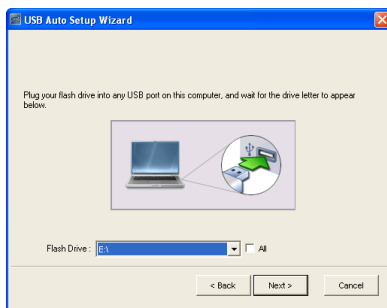 USB Auto Setup Wizard
Plug your flash drive into any USB port on this computer, and wait for the drive letter to appear
below.
Flash Drive : E:\ All
< Back Next > Cancel